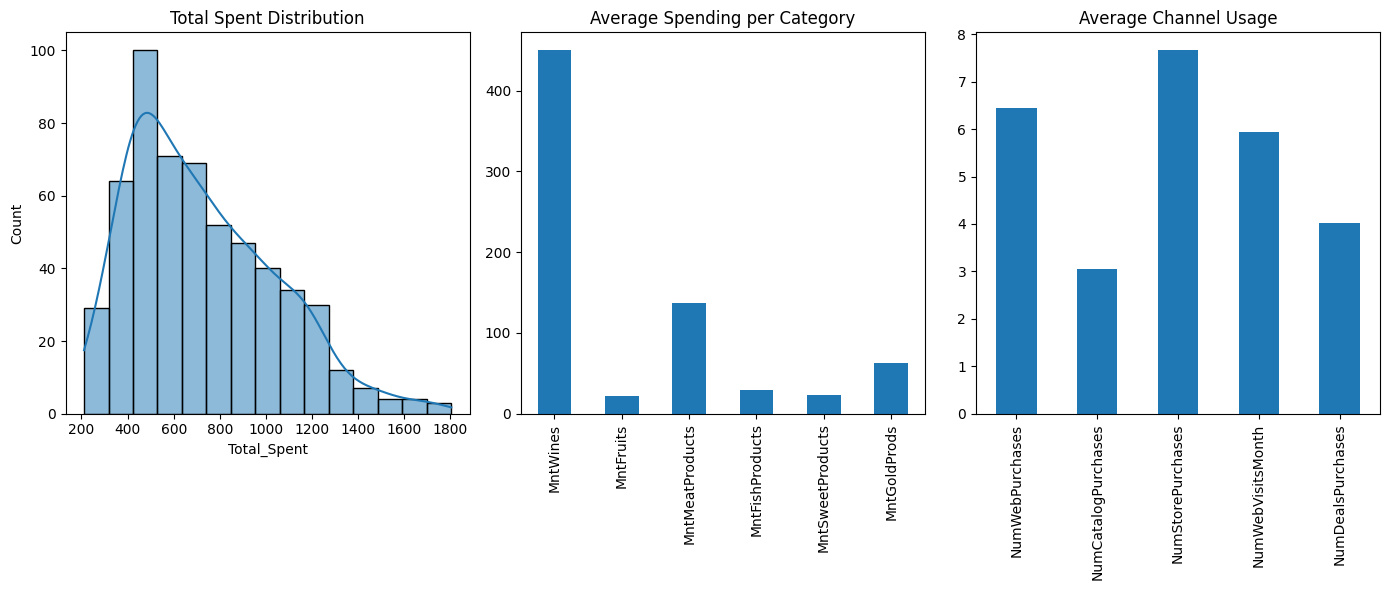 Total Spent Distribution
Count
100
80
60
40
20
0
200 400 600 800 1000 1200 1400 1600 1800
Total_Spent
Average Spending per Category
400
300
200
100
0
MntWines
MntFruits
MntMeatProducts
MntFishProducts
MntSweetProducts
MntGoldProds
Average Channel Usage
8
7
6
5
4
3
2
1
0
NumWebPurchases
NumCatalogPurchases
NumStorePurchases
NumWebVisitsMonth
NumDealsPurchases